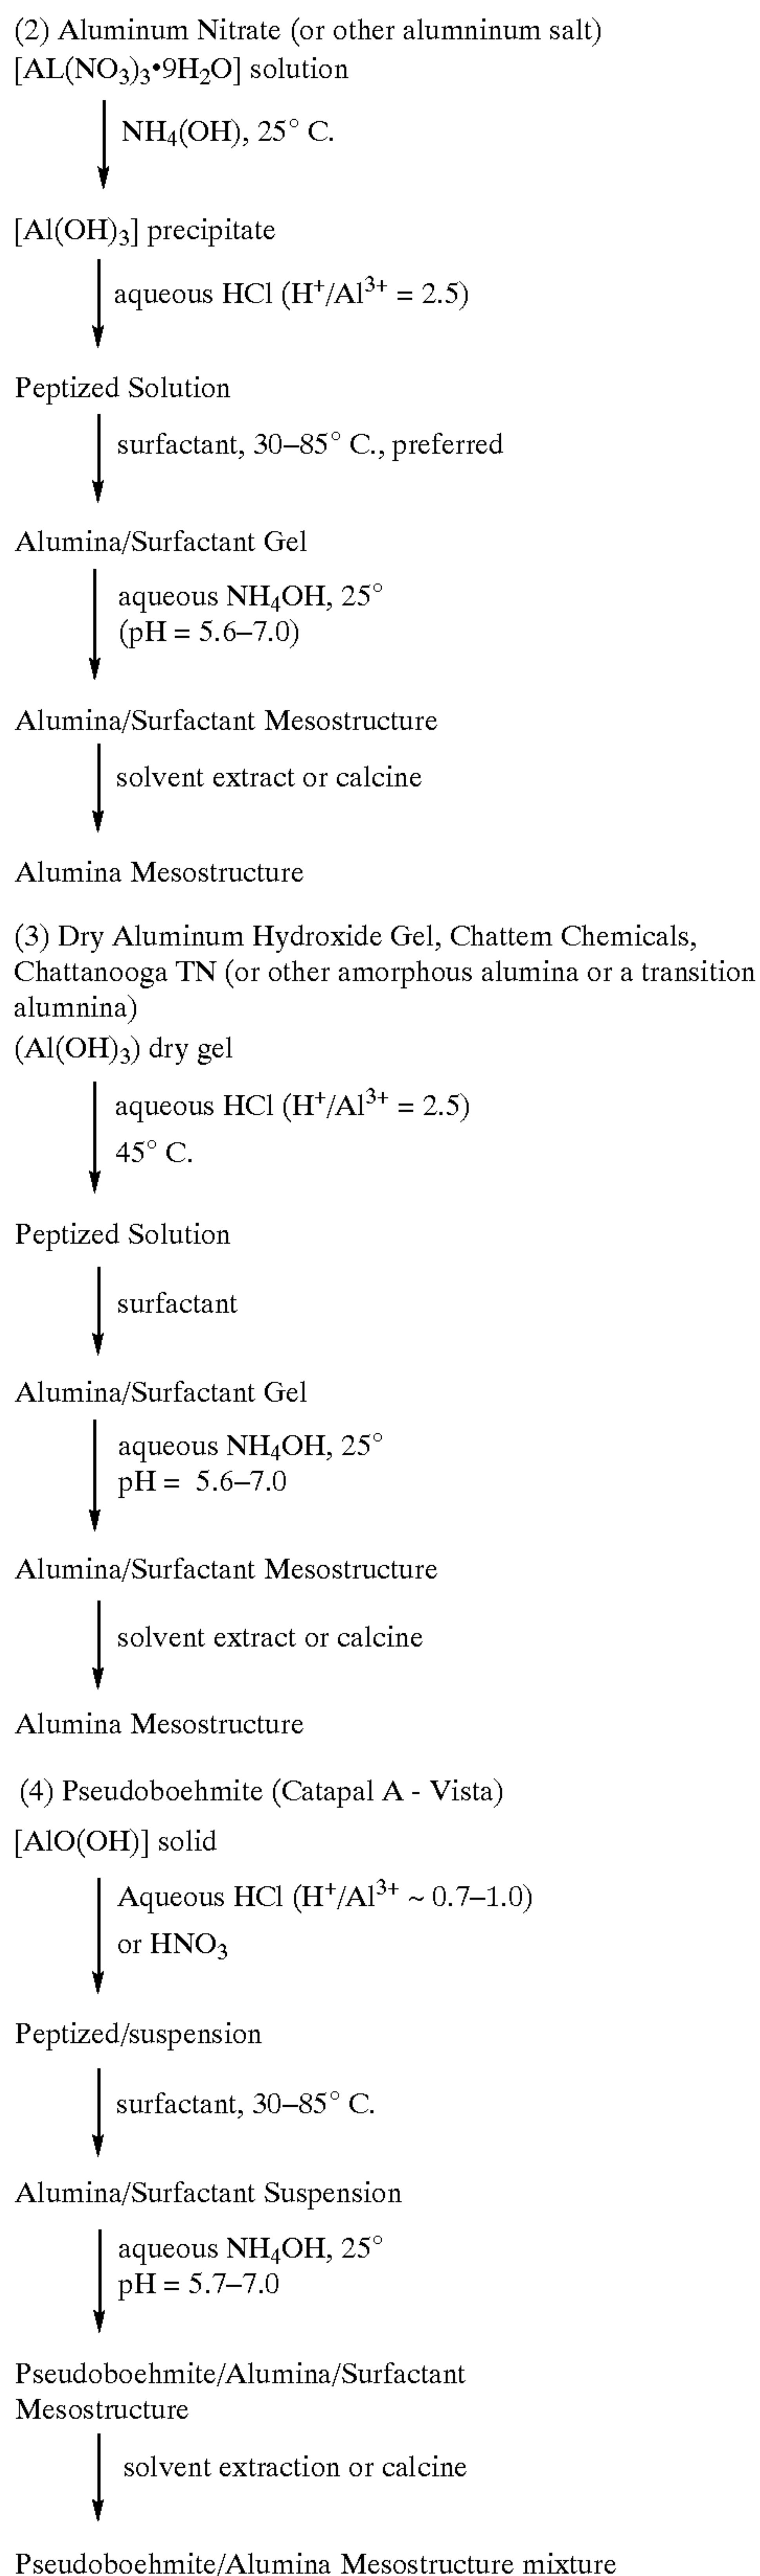 (2) Aluminum Nitrate (or other alumninum salt)
[AL(NO₃)₃•9H₂O] solution
NH₄(OH), 25° C.
[Al(OH)₃] precipitate
aqueous HCl (H⁺/Al³⁺ = 2.5)
Peptized Solution
surfactant, 30–85° C., preferred
Alumina/Surfactant Gel
aqueous NH₄OH, 25°
(pH = 5.6–7.0)
Alumina/Surfactant Mesostructure
solvent extract or calcine
Alumina Mesostructure
(3) Dry Aluminum Hydroxide Gel, Chattem Chemicals,
Chattanooga TN (or other amorphous alumina or a transition
alumnina)
(Al(OH)₃) dry gel
aqueous HCl (H⁺/Al³⁺ = 2.5)
45° C.
Peptized Solution
surfactant
Alumina/Surfactant Gel
aqueous NH₄OH, 25°
pH = 5.6–7.0
Alumina/Surfactant Mesostructure
solvent extract or calcine
Alumina Mesostructure
(4) Pseudoboehmite (Catapal A - Vista)
[AlO(OH)] solid
Aqueous HCl (H⁺/Al³⁺ ~ 0.7–1.0)
or HNO₃
Peptized/suspension
surfactant, 30–85° C.
Alumina/Surfactant Suspension
aqueous NH₄OH, 25°
pH = 5.7–7.0
Pseudoboehmite/Alumina/Surfactant
Mesostructure
solvent extraction or calcine
Pseudoboehmite/Alumina Mesostructure mixture